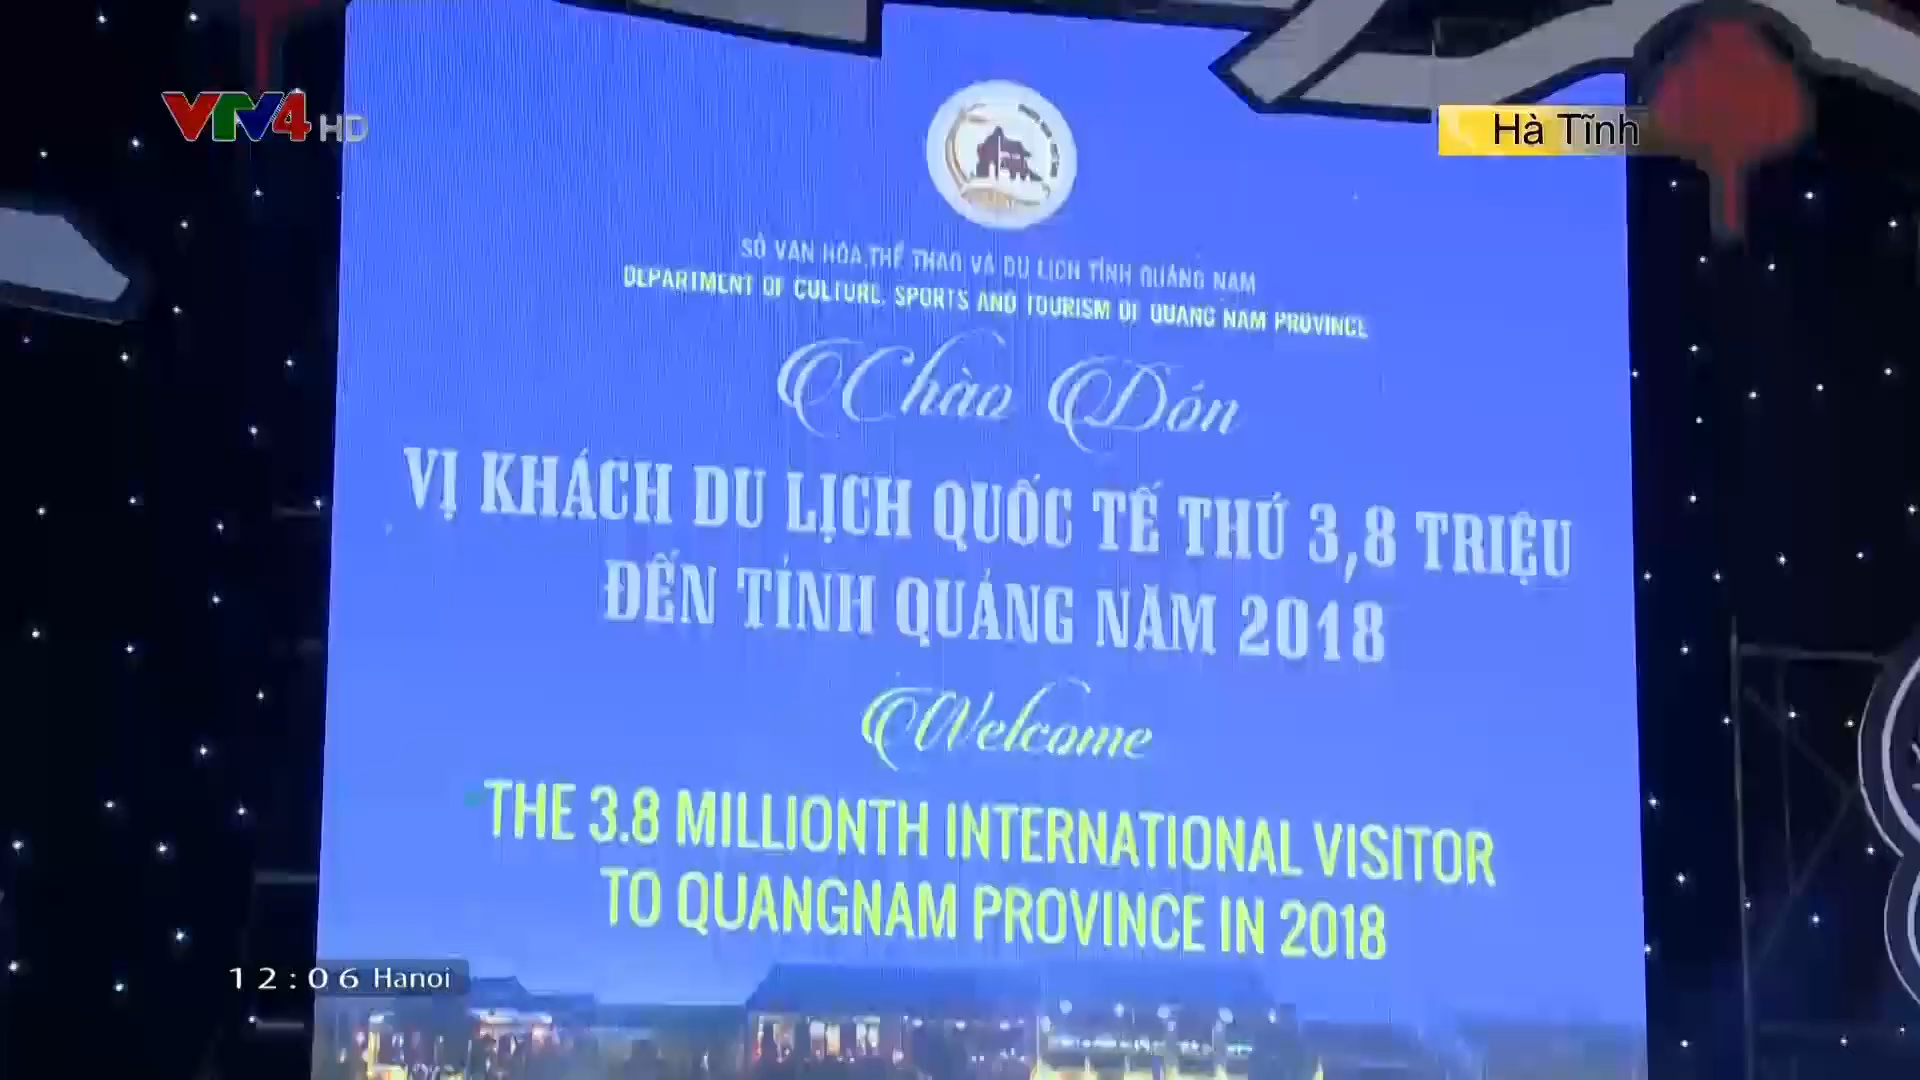 VTV4 HD
Hà Tĩnh
SỞ VĂN HÓA, THỂ THAO VÀ DU LỊCH TỈNH QUẢNG NAM
DEPARTMENT OF CULTURE, SPORTS AND TOURISM OF QUANG NAM PROVINCE
Chào Đón
VỊ KHÁCH DU LỊCH QUỐC TẾ THỨ 3,8 TRIỆU
ĐẾN TỈNH QUẢNG NAM 2018
Welcome
THE 3.8 MILLIONTH INTERNATIONAL VISITOR
TO QUANGNAM PROVINCE IN 2018
12:06 Hanoi